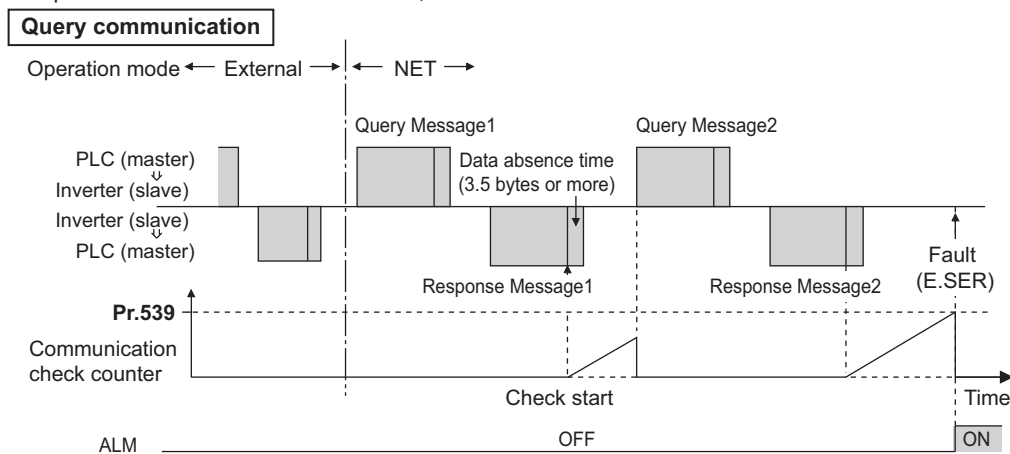 Query communication
Operation mode External NET
Query Message1
Query Message2
PLC (master)
Inverter (slave)
Inverter (slave)
PLC (master)
Data absence time
(3.5 bytes or more)
Response Message1
Response Message2
Fault
(E.SER)
Pr.539
Communication
check counter
Check start
Time
ALM
OFF
ON